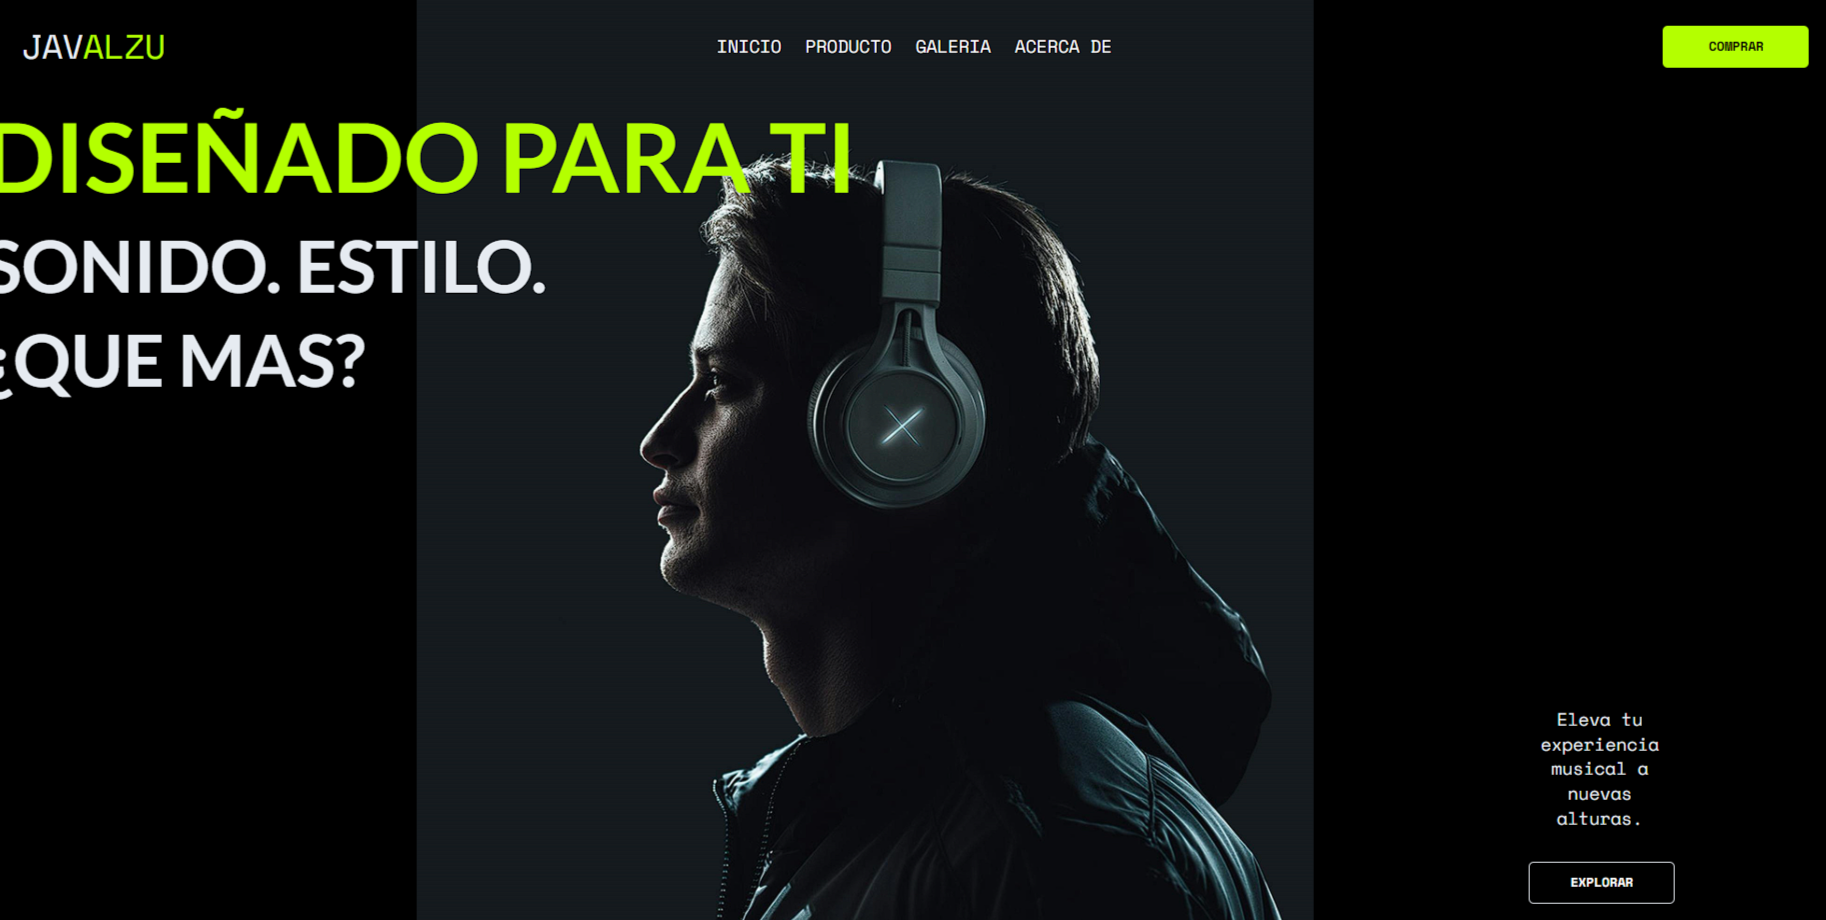 JAVALZU
INICIO PRODUCTO GALERIA ACERCA DE
COMPRAR
DISEÑADO PARA TI
SONIDO. ESTILO.
¿QUE MAS?
Eleva tu
experiencia
musical a
nuevas
alturas.
EXPLORAR